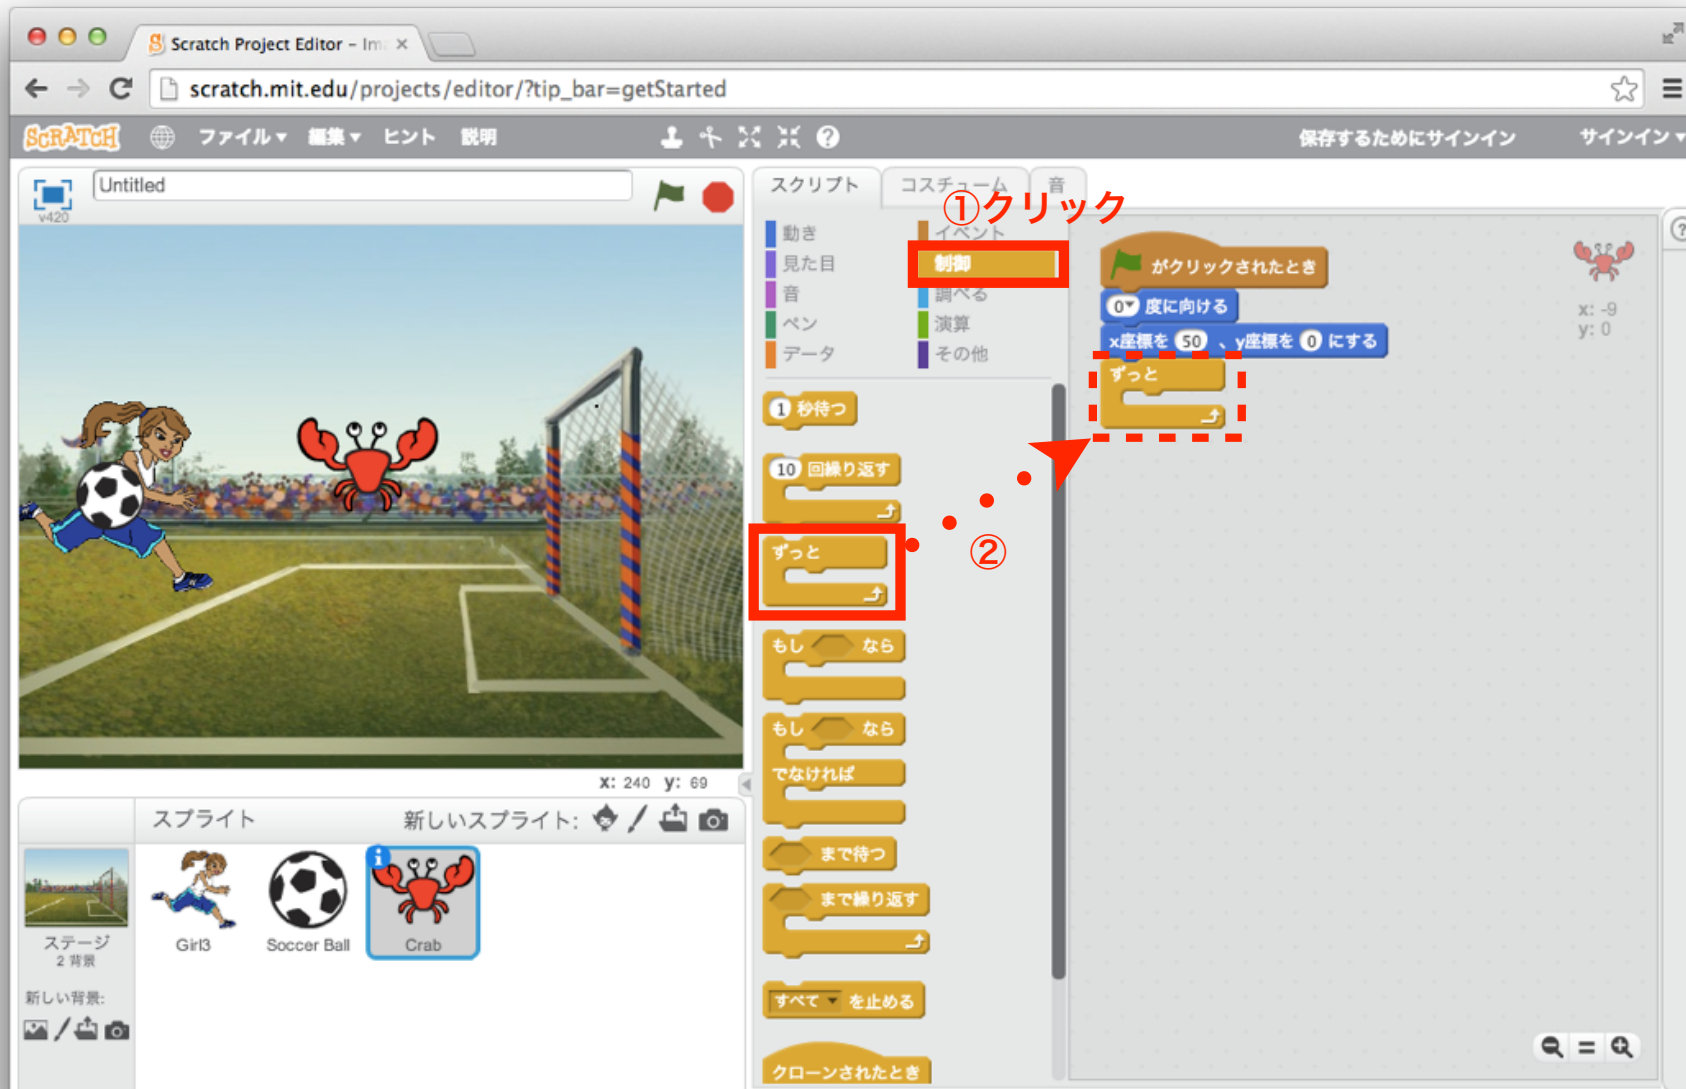 Scratch Project Editor – Im
scratch.mit.edu/projects/editor/?tip_bar=getStarted
SCRATCH ファイル 編集 ヒント 説明 保存するためにサインイン サインイン
Untitled
v420
スクリプト コスチューム 音
①クリック
動き イベント
見た目 制御
音 調べる
ペン 演算
データ その他
1 秒待つ
10 回繰り返す
ずっと
②
もし なら
もし なら
でなければ
まで待つ
まで繰り返す
すべて を止める
クローンされたとき
がクリックされたとき
0 度に向ける
x座標を 50 、y座標を 0 にする
ずっと
x: -9
y: 0
x: 240 y: 69
スプライト 新しいスプライト:
ステージ
2 背景
新しい背景:
Girl3 Soccer Ball Crab